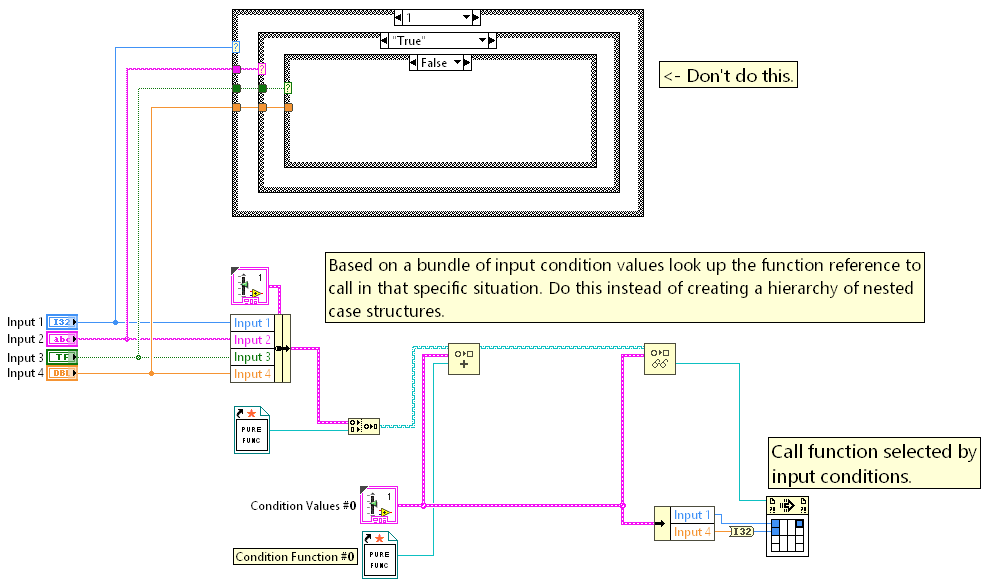 1
"True"
False
<- Don't do this.
?
?
?
Based on a bundle of input condition values look up the function reference to
call in that specific situation. Do this instead of creating a hierarchy of nested
case structures.
1
Input 1 I32
Input 2 abc
Input 3 TF
Input 4 DBL
Input 1
Input 2
Input 3
Input 4
PURE
FUNC
Call function selected by
input conditions.
Condition Values #0
1
Input 1
Input 4
I32
Condition Function #0
PURE
FUNC